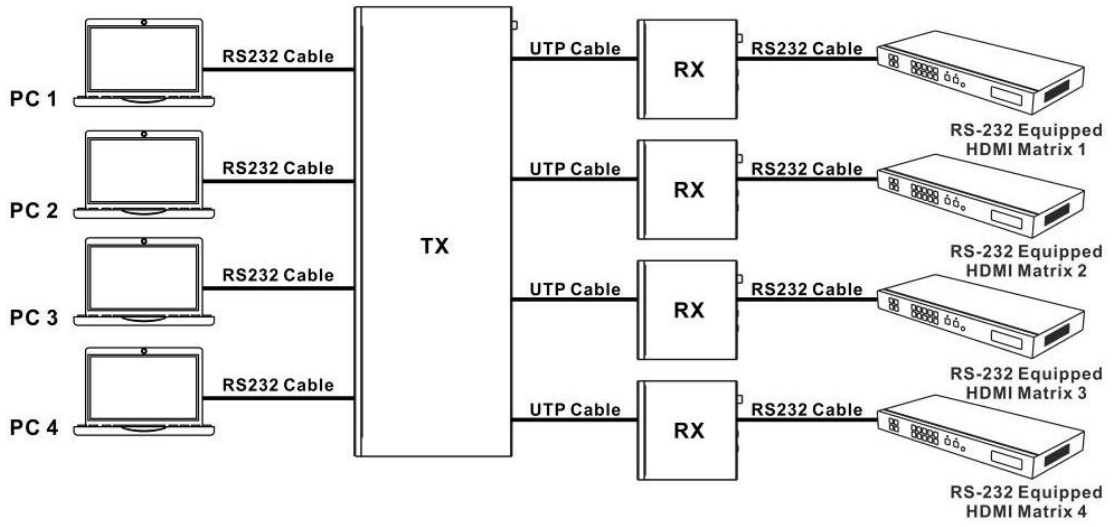 RS232 Cable
UTP Cable
RS232 Cable
RX
PC 1
RS-232 Equipped
HDMI Matrix 1
RS232 Cable
UTP Cable
RS232 Cable
RX
PC 2
TX
RS-232 Equipped
HDMI Matrix 2
RS232 Cable
UTP Cable
RS232 Cable
RX
PC 3
RS-232 Equipped
HDMI Matrix 3
RS232 Cable
UTP Cable
RS232 Cable
RX
PC 4
RS-232 Equipped
HDMI Matrix 4